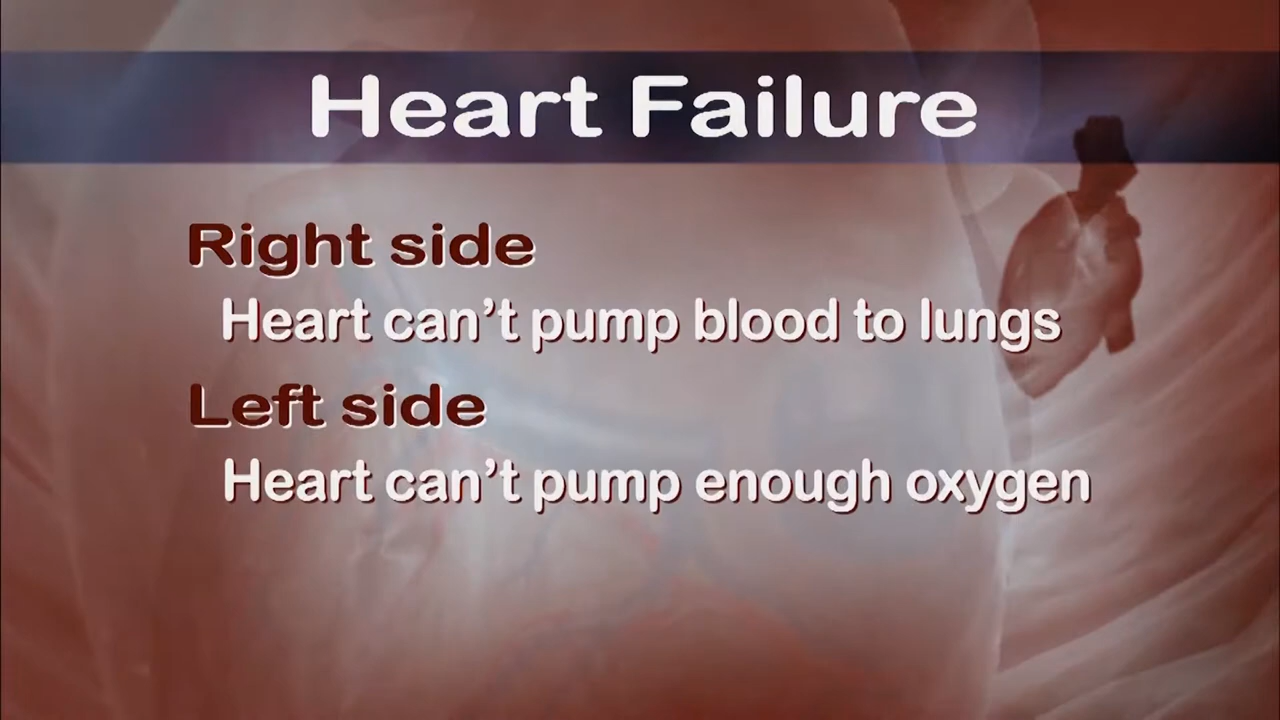 Heart Failure
Right side
Heart can’t pump blood to lungs
Left side
Heart can’t pump enough oxygen